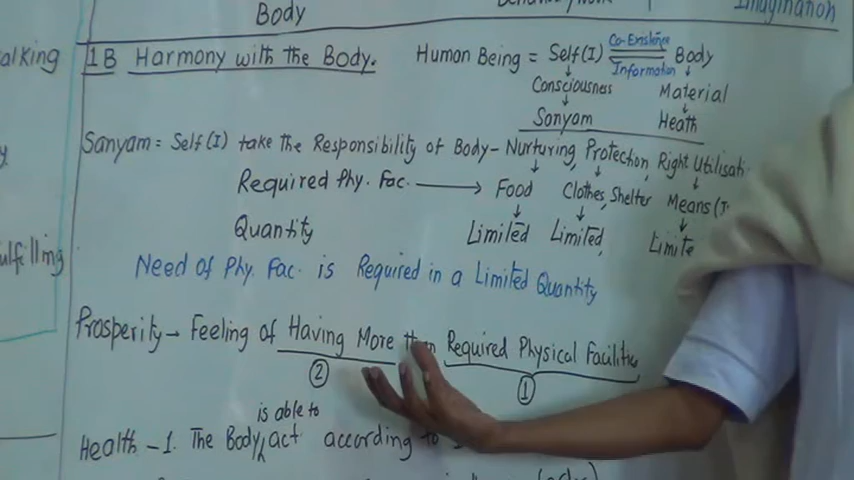 Body
Imagination
alking
1B Harmony with the Body.
Human Being = Self(I) Co-Existence Information Body
Consciousness Material
Sanyam Heath
Sanyam = Self(I) take the Responsibility of Body - Nurturing, Protection, Right Utilisati
Required Phy. Fac. → Food Clothes, Shelter Means
Quantity Limited Limited, Limite
ulfilling
Need of Phy. Fac. is Required in a Limited Quantity
Prosperity → Feeling of Having More than Required Physical Facilities
2 1
is able to
Health - 1. The Body act according to